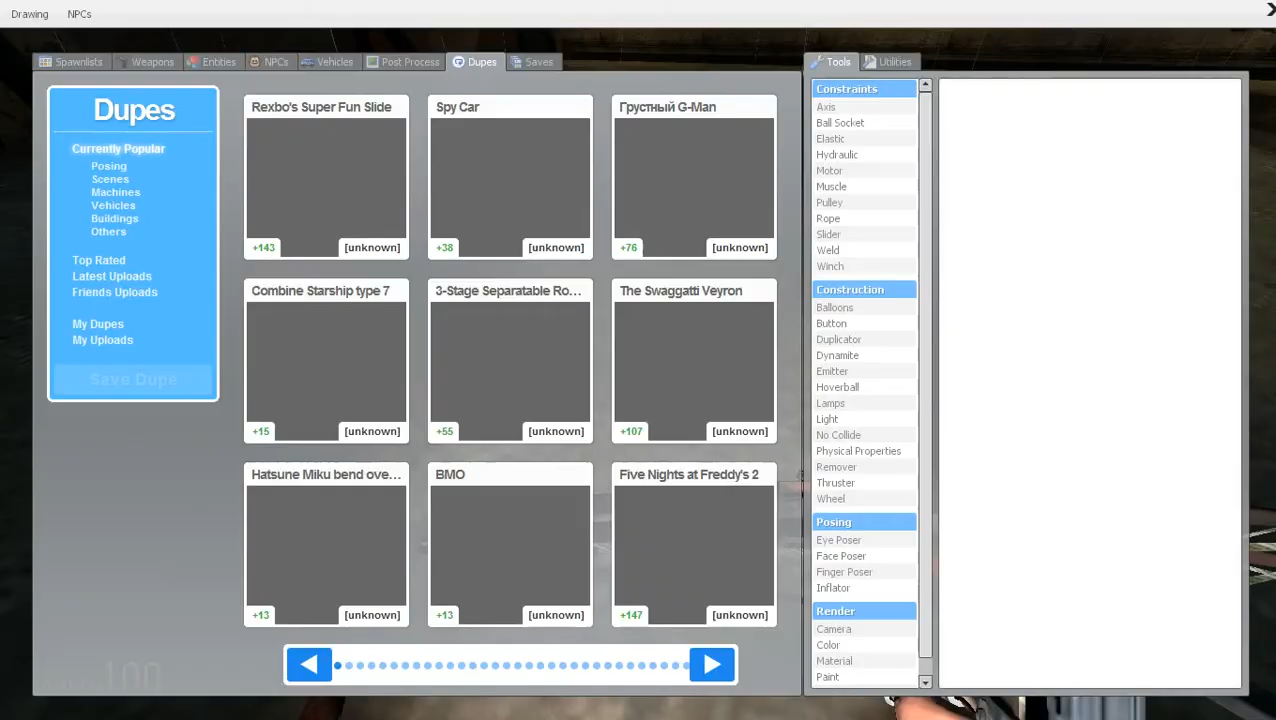 Drawing NPCs
Spawnlists Weapons Entities NPCs Vehicles Post Process Dupes Saves
Tools Utilities
Dupes
Currently Popular
Posing
Scenes
Machines
Vehicles
Buildings
Others
Top Rated
Latest Uploads
Friends Uploads
My Dupes
My Uploads
Save Dupe
Rexbo's Super Fun Slide
+143 [unknown]
Spy Car
+38 [unknown]
Грустный G-Man
+76 [unknown]
Combine Starship type 7
+15 [unknown]
3-Stage Separatable Ro...
+55 [unknown]
The Swaggatti Veyron
+107 [unknown]
Hatsune Miku bend ove...
+13 [unknown]
BMO
+13 [unknown]
Five Nights at Freddy's 2
+147 [unknown]
Constraints
Axis
Ball Socket
Elastic
Hydraulic
Motor
Muscle
Pulley
Rope
Slider
Weld
Winch
Construction
Balloons
Button
Duplicator
Dynamite
Emitter
Hoverball
Lamps
Light
No Collide
Physical Properties
Remover
Thruster
Wheel
Posing
Eye Poser
Face Poser
Finger Poser
Inflator
Render
Camera
Color
Material
Paint
100